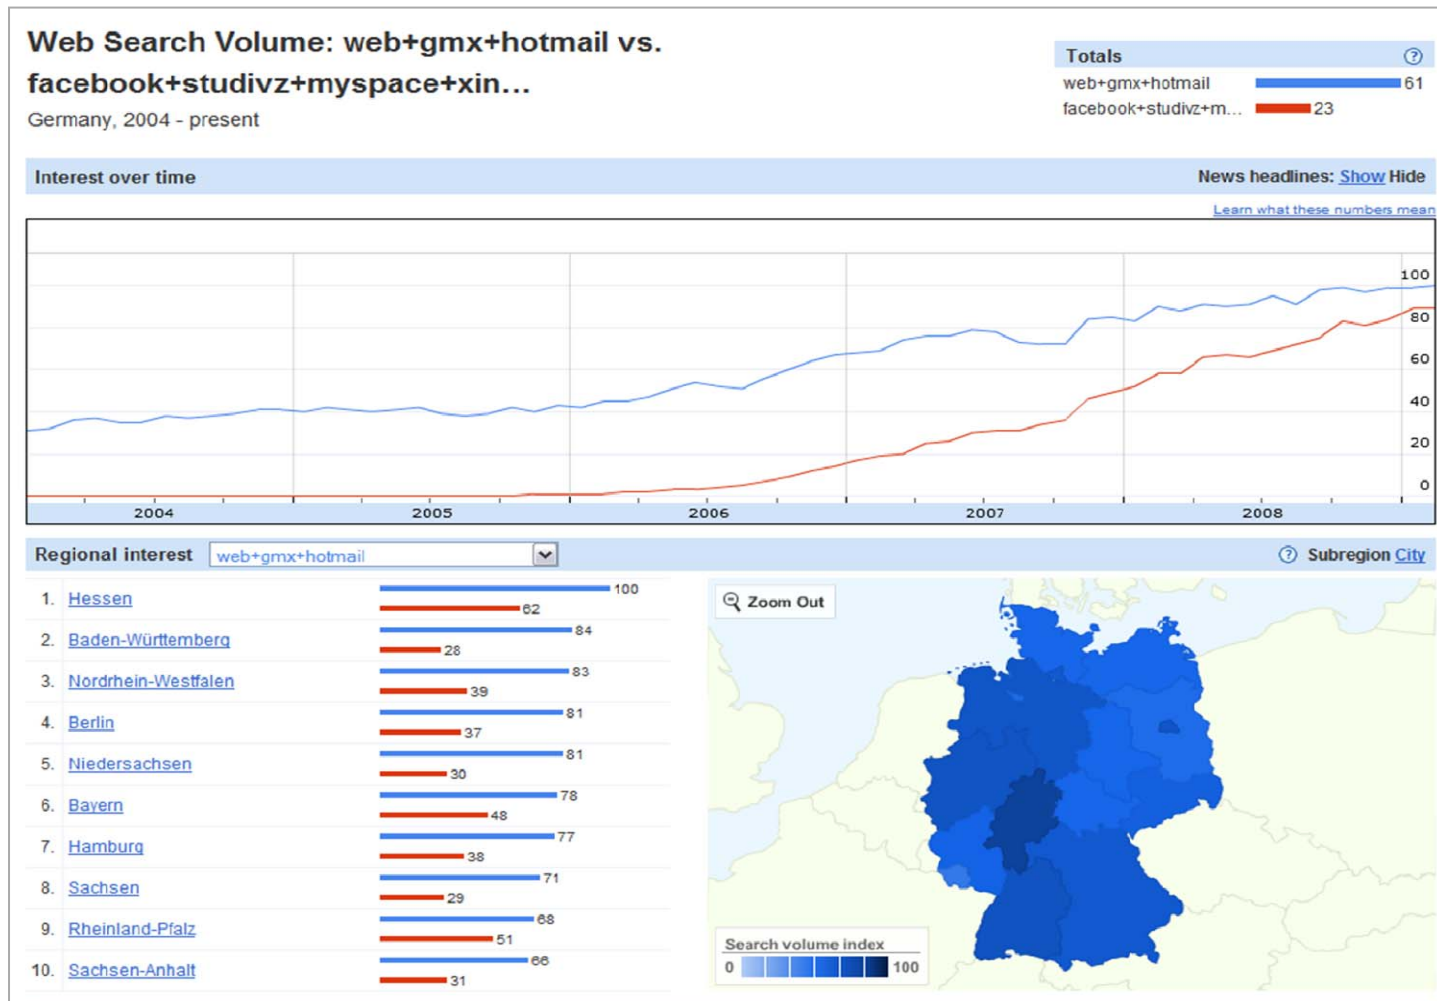 Web Search Volume: web+gmx+hotmail vs.
facebook+studivz+myspace+xin...
Germany, 2004 - present
Totals
web+gmx+hotmail 61
facebook+studivz+m... 23
Interest over time
News headlines: Show Hide
Learn what these numbers mean
100
80
60
40
20
0
2004 2005 2006 2007 2008
Regional interest web+gmx+hotmail
Subregion City
1. Hessen 100
62
2. Baden-Württemberg 84
28
3. Nordrhein-Westfalen 83
39
4. Berlin 81
37
5. Niedersachsen 81
30
6. Bayern 78
48
7. Hamburg 77
38
8. Sachsen 71
29
9. Rheinland-Pfalz 68
51
10. Sachsen-Anhalt 66
31
Zoom Out
Search volume index
0 100